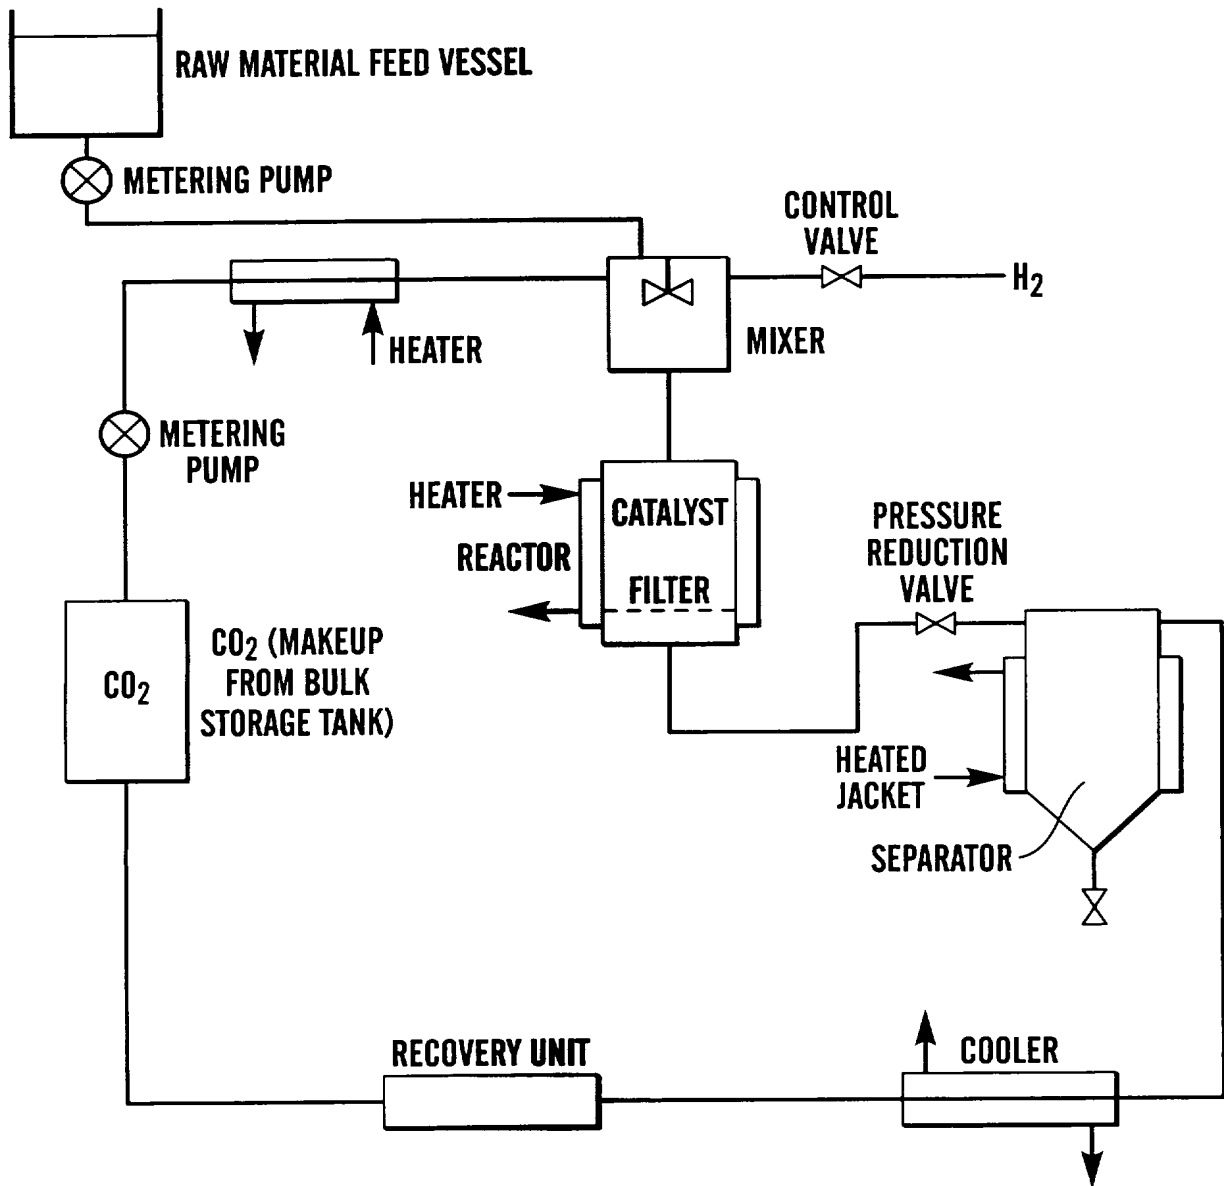 RAW MATERIAL FEED VESSEL
METERING PUMP
CONTROL
VALVE
H2
HEATER
MIXER
METERING
PUMP
HEATER
CATALYST
REACTOR
FILTER
PRESSURE
REDUCTION
VALVE
CO2
CO2 (MAKEUP
FROM BULK
STORAGE TANK)
HEATED
JACKET
SEPARATOR
RECOVERY UNIT
COOLER